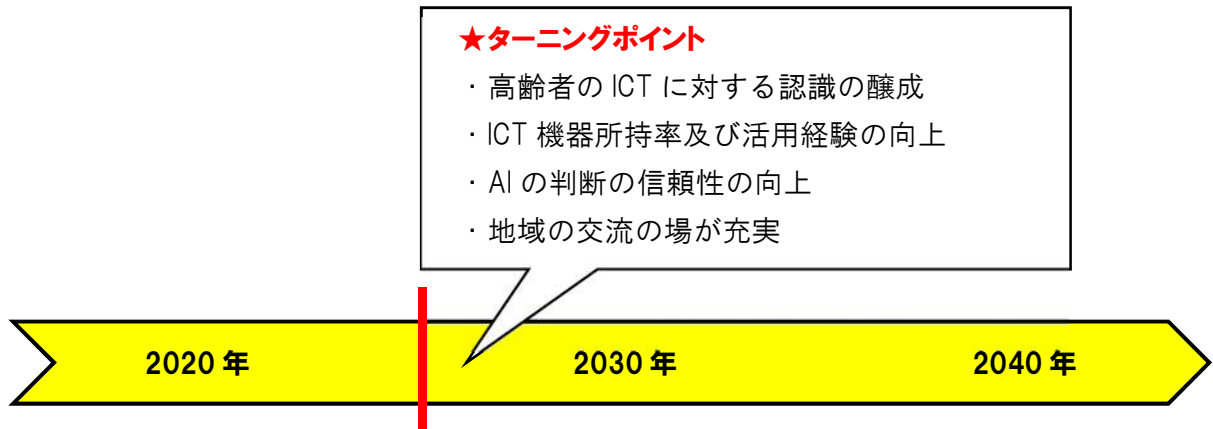 ★ターニングポイント
・高齢者のICTに対する認識の醸成
・ICT機器所持率及び活用経験の向上
・AIの判断の信頼性の向上
・地域の交流の場が充実
2020年 2030年 2040年